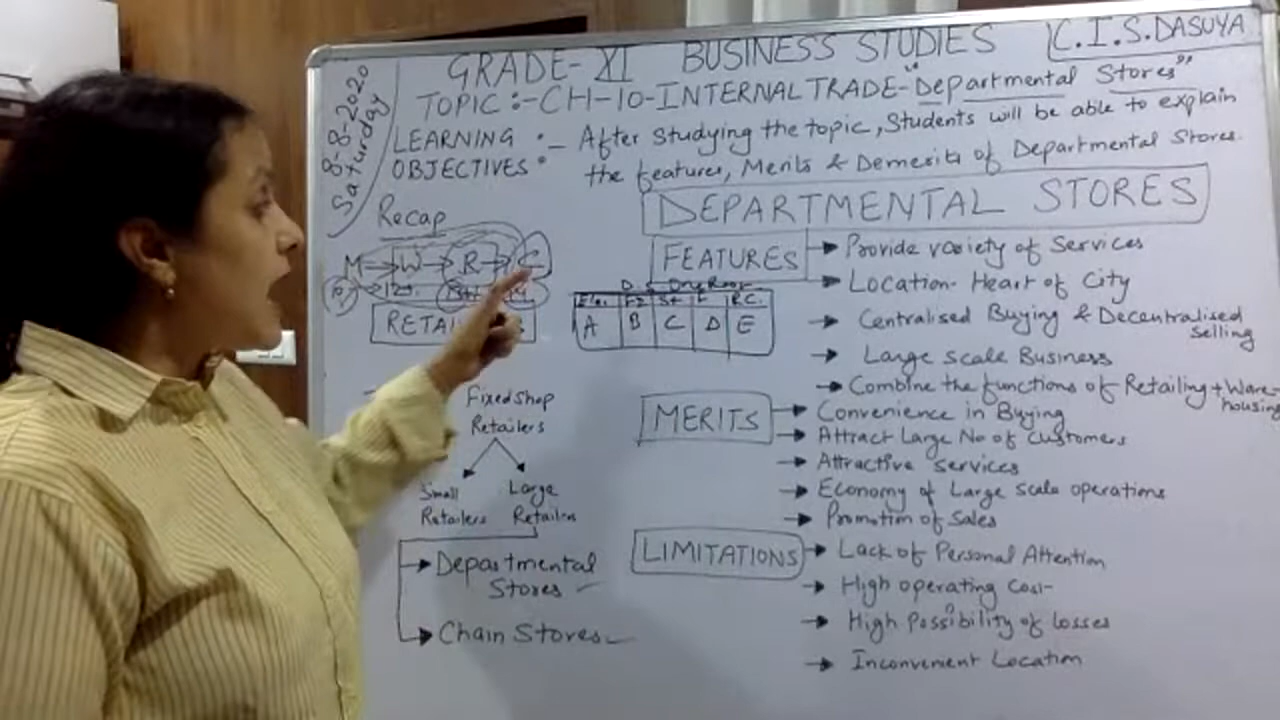 8-8-2020
Saturday
GRADE- XI BUSINESS STUDIES
C.I.S. DASUYA
TOPIC :- CH-10- INTERNAL TRADE- "Departmental Stores"
LEARNING OBJECTIVES :- After studying the topic, students will be able to explain
the features, Merits & Demerits of Departmental Stores.
Recap
M W R C
DEPARTMENTAL STORES
FEATURES
Provide variety of Services
Location- Heart of City
Centralised Buying & Decentralised
Selling
Large scale Business
Combine the functions of Retailing + Ware-
housing
A B C D E
Fixed Shop
Retailers
Small
Retailers
Large
Retailers
Departmental
Stores
Chain Stores
MERITS
Convenience in Buying
Attract Large No of customers
Attractive services
Economy of Large scale operations
Promotion of Sales
LIMITATIONS
Lack of Personal Attention
High operating Cost
High Possibility of losses
Inconvenient Location